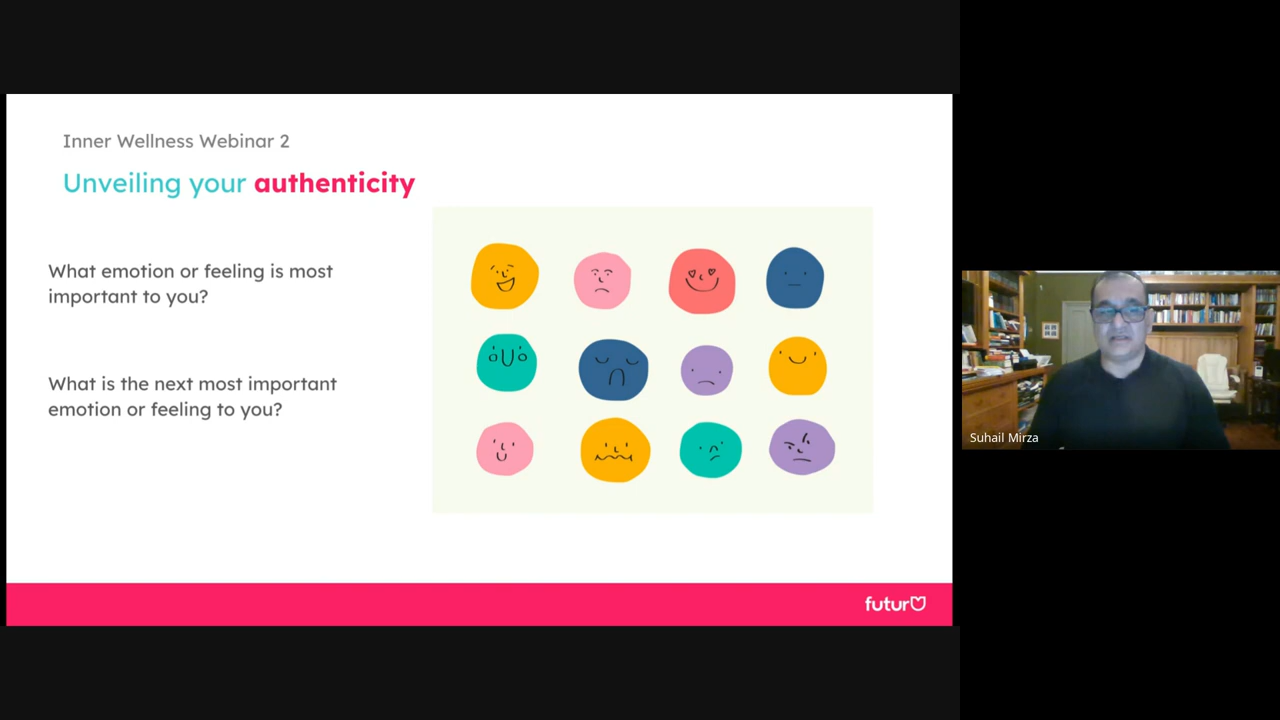 Inner Wellness Webinar 2
Unveiling your authenticity
What emotion or feeling is most
important to you?
What is the next most important
emotion or feeling to you?
futur
Suhail Mirza